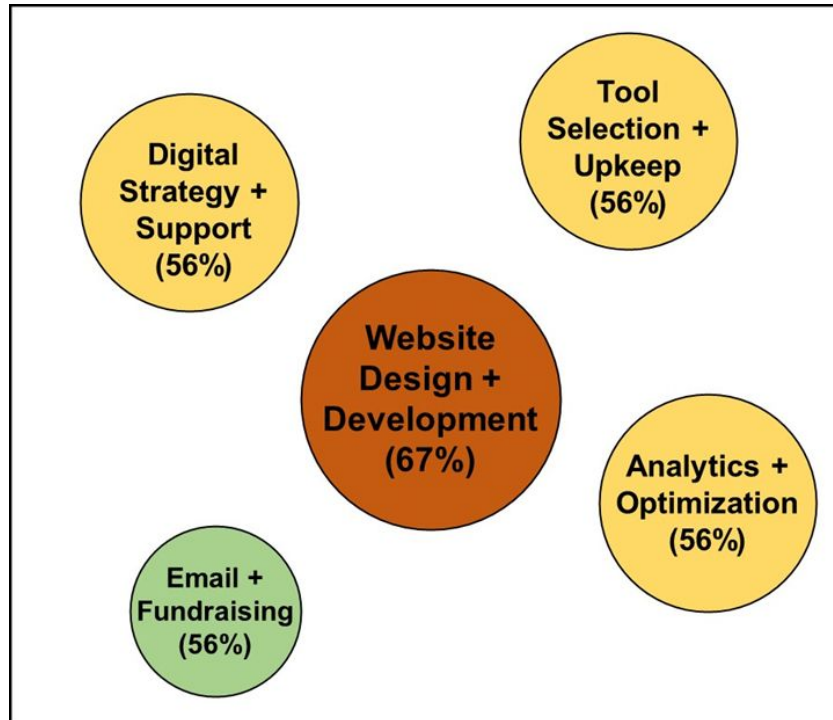 Tool
Selection +
Upkeep
(56%)
Digital
Strategy +
Support
(56%)
Website
Design +
Development
(67%)
Analytics +
Optimization
(56%)
Email +
Fundraising
(56%)